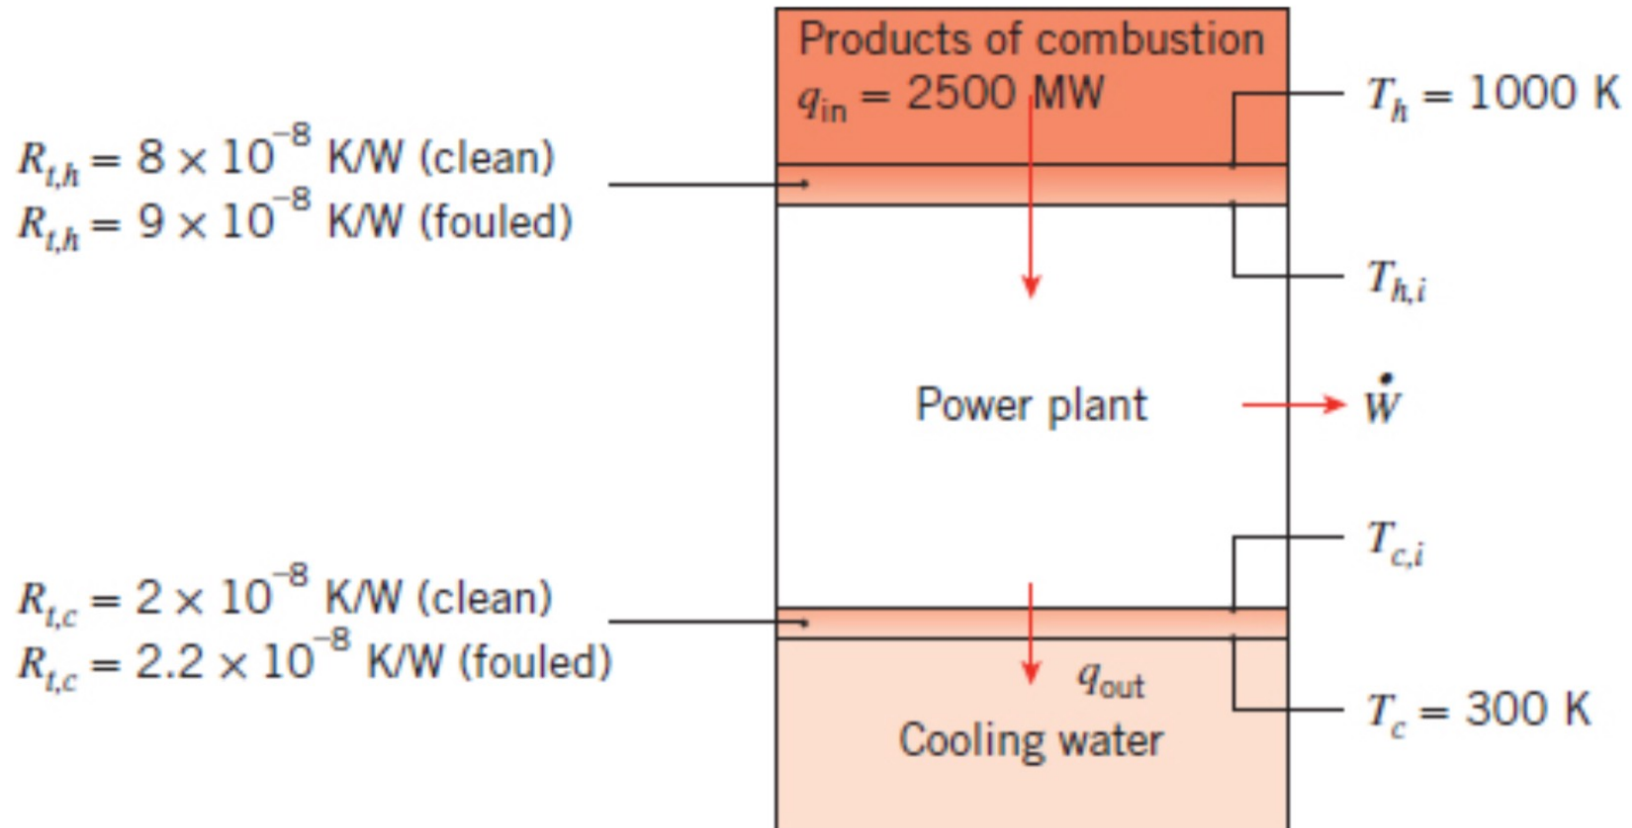 Products of combustion
q_in = 2500 MW
T_h = 1000 K
R_t,h = 8 × 10^−8 K/W (clean)
R_t,h = 9 × 10^−8 K/W (fouled)
T_h,i
Power plant
Ẇ
T_c,i
R_t,c = 2 × 10^−8 K/W (clean)
R_t,c = 2.2 × 10^−8 K/W (fouled)
q_out
T_c = 300 K
Cooling water